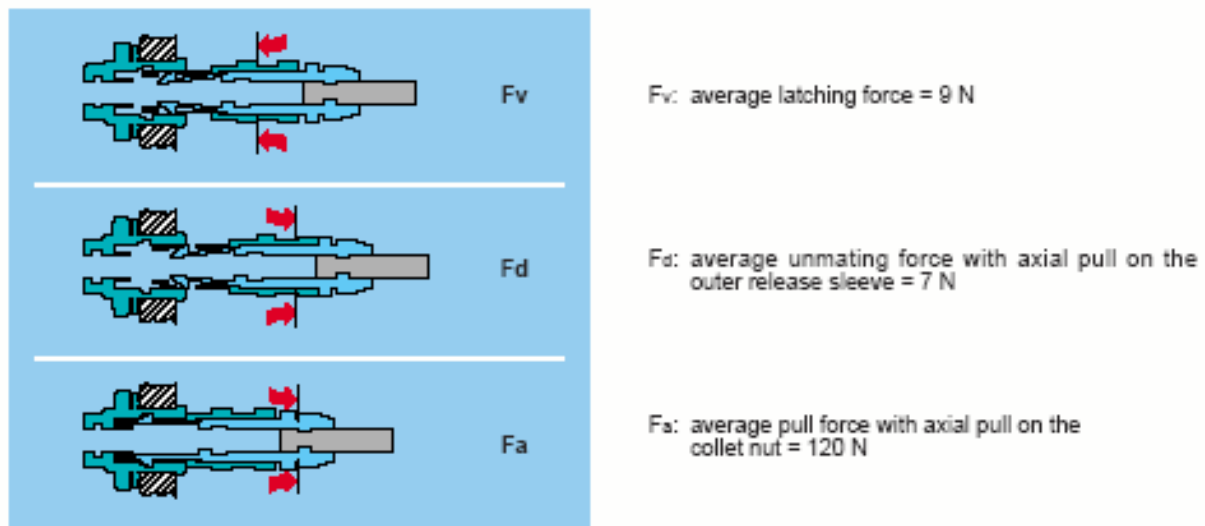 Fv
Fv: average latching force = 9 N
Fd
Fd: average unmating force with axial pull on the
outer release sleeve = 7 N
Fa
Fa: average pull force with axial pull on the
collet nut = 120 N